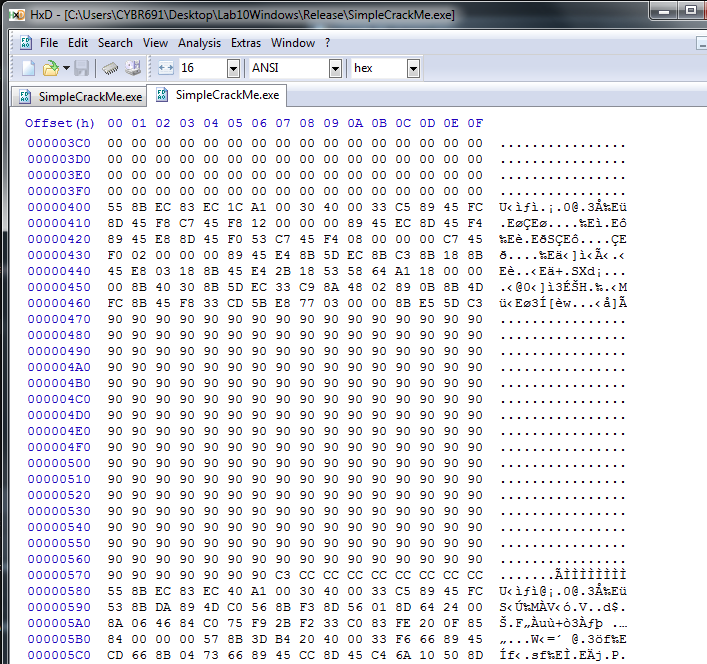 HxD - [C:\Users\CYBR691\Desktop\Lab10Windows\Release\SimpleCrackMe.exe]
File Edit Search View Analysis Extras Window ?
16 ANSI hex
SimpleCrackMe.exe SimpleCrackMe.exe
Offset(h) 00 01 02 03 04 05 06 07 08 09 0A 0B 0C 0D 0E 0F
000003C0 00 00 00 00 00 00 00 00 00 00 00 00 00 00 00 00 ................
000003D0 00 00 00 00 00 00 00 00 00 00 00 00 00 00 00 00 ................
000003E0 00 00 00 00 00 00 00 00 00 00 00 00 00 00 00 00 ................
000003F0 00 00 00 00 00 00 00 00 00 00 00 00 00 00 00 00 ................
00000400 55 8B EC 83 EC 1C A1 00 30 40 00 33 C5 89 45 FC U‹ìƒì.¡.0@.3Å‰Eü
00000410 8D 45 F8 C7 45 F8 12 00 00 00 89 45 EC 8D 45 F4 .EøÇEø....‰Eì.Eô
00000420 89 45 E8 8D 45 F0 53 C7 45 F4 08 00 00 00 C7 45 ‰Eè.EðSÇEô....ÇE
00000430 F0 02 00 00 00 89 45 E4 8B 5D EC 8B C3 8B 18 8B ð....‰Eä‹]ì‹Ã‹.‹
00000440 45 E8 03 18 8B 45 E4 2B 18 53 58 64 A1 18 00 00 Eè..‹Eä+.SXd¡...
00000450 00 8B 40 30 8B 5D EC 33 C9 8A 48 02 89 0B 8B 4D .‹@0‹]ì3ÉŠH.‰.‹M
00000460 FC 8B 45 F8 33 CD 5B E8 77 03 00 00 8B E5 5D C3 ü‹Eø3Í[èw...‹å]Ã
00000470 90 90 90 90 90 90 90 90 90 90 90 90 90 90 90 90 ................
00000480 90 90 90 90 90 90 90 90 90 90 90 90 90 90 90 90 ................
00000490 90 90 90 90 90 90 90 90 90 90 90 90 90 90 90 90 ................
000004A0 90 90 90 90 90 90 90 90 90 90 90 90 90 90 90 90 ................
000004B0 90 90 90 90 90 90 90 90 90 90 90 90 90 90 90 90 ................
000004C0 90 90 90 90 90 90 90 90 90 90 90 90 90 90 90 90 ................
000004D0 90 90 90 90 90 90 90 90 90 90 90 90 90 90 90 90 ................
000004E0 90 90 90 90 90 90 90 90 90 90 90 90 90 90 90 90 ................
000004F0 90 90 90 90 90 90 90 90 90 90 90 90 90 90 90 90 ................
00000500 90 90 90 90 90 90 90 90 90 90 90 90 90 90 90 90 ................
00000510 90 90 90 90 90 90 90 90 90 90 90 90 90 90 90 90 ................
00000520 90 90 90 90 90 90 90 90 90 90 90 90 90 90 90 90 ................
00000530 90 90 90 90 90 90 90 90 90 90 90 90 90 90 90 90 ................
00000540 90 90 90 90 90 90 90 90 90 90 90 90 90 90 90 90 ................
00000550 90 90 90 90 90 90 90 90 90 90 90 90 90 90 90 90 ................
00000560 90 90 90 90 90 90 90 90 90 90 90 90 90 90 90 90 ................
00000570 90 90 90 90 90 90 90 C3 CC CC CC CC CC CC CC CC .......ÃÌÌÌÌÌÌÌÌ
00000580 55 8B EC 83 EC 40 A1 00 30 40 00 33 C5 89 45 FC U‹ìƒì@¡.0@.3Å‰Eü
00000590 53 8B DA 89 4D C0 56 8B F3 8D 56 01 8D 64 24 00 S‹Ú‰MÀV‹ó.V..d$.
000005A0 8A 06 46 84 C0 75 F9 2B F2 33 C0 83 FE 20 0F 85 Š.F„Àuù+ò3Àƒþ .…
000005B0 84 00 00 00 57 8B 3D B4 20 40 00 33 F6 66 89 45 „...W‹=´ @.3öf‰E
000005C0 CD 66 8B 04 73 66 89 45 CC 8D 45 C4 6A 10 50 8D Íf‹.sf‰EÌ.EÄj.P.